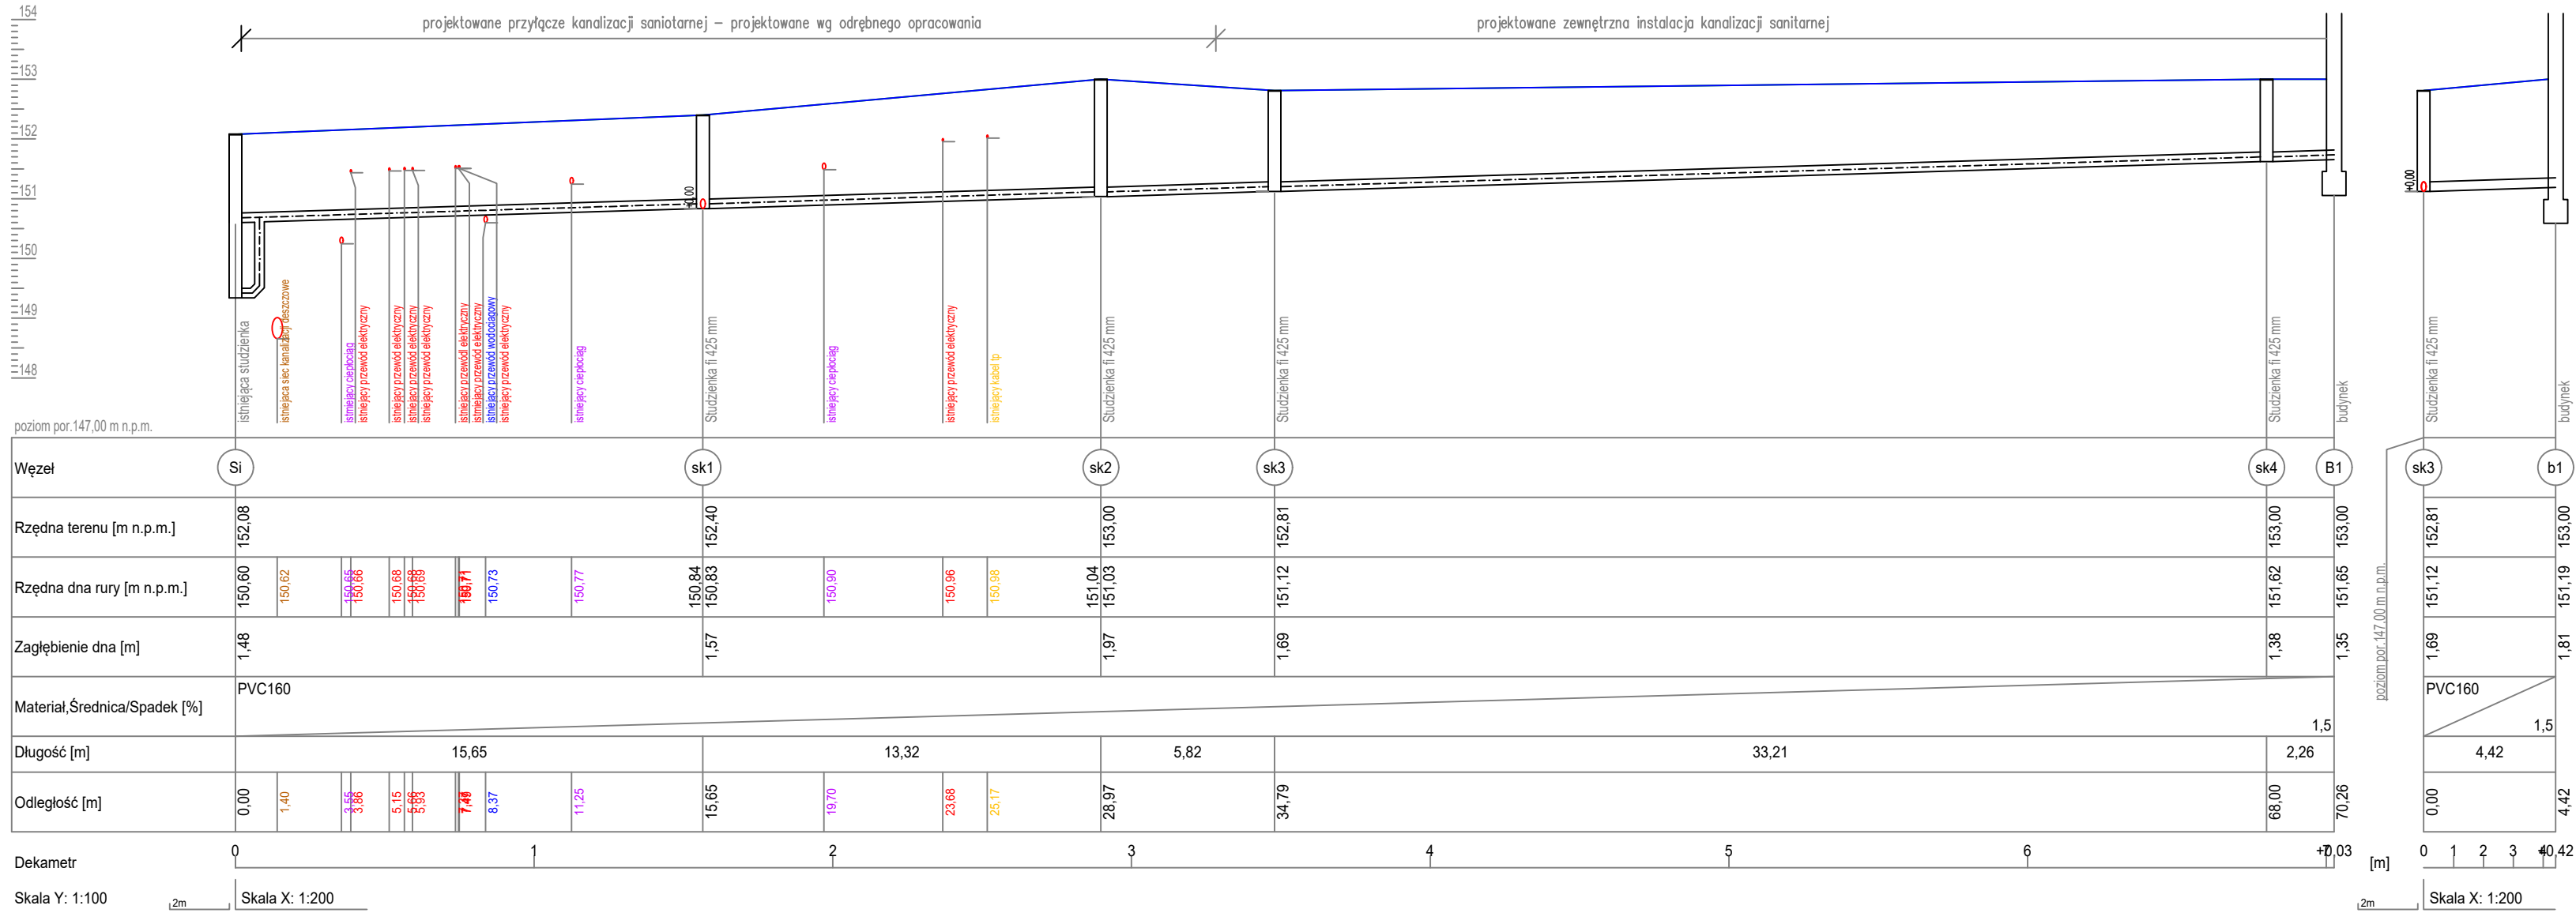 154
projektowane przyłącze kanalizacji saniotarnej – projektowane wg odrębnego opracowania
projektowane zewnętrzna instalacja kanalizacji sanitarnej
153
152
151
150
149
148
±0,00
+0,00
istniejąca studzienka
istniejaca siec kanalizacji deszczowe
istniejący ciepłociąg
istniejący przewód elektryczny
istniejący przewód elektryczny
istniejący przewód elektryczny
istniejący przewód elektryczny
istniejący przewódl elektryczny
istniejący przewód elektryczny
istniejący przewód wodociagowy
istniejący przewód elektryczny
istniejący ciepłociąg
Studzienka fi 425 mm
istniejący ciepłociąg
istniejący przewód elektryczny
istniejący kabel tp
Studzienka fi 425 mm
Studzienka fi 425 mm
Studzienka fi 425 mm
budynek
Studzienka fi 425 mm
budynek
poziom por.147,00 m n.p.m.
poziom por.147,00 m n.p.m.
Węzeł Si sk1 sk2 sk3 sk4 B1 sk3 b1
Rzędna terenu [m n.p.m.] 152,08 152,40 153,00 152,81 153,00 153,00 152,81 153,00
Rzędna dna rury [m n.p.m.] 150,60 150,62 150,65 150,66 150,68 150,68 150,69 150,71 150,73 150,77 150,84 150,83 150,90 150,96 150,98 151,04 151,03 151,12 151,62 151,65 151,12 151,19
Zagłębienie dna [m] 1,48 1,57 1,97 1,69 1,38 1,35 1,69 1,81
Materiał,Średnica/Spadek [%] PVC160 1,5 PVC160 1,5
Długość [m] 15,65 13,32 5,82 33,21 2,26 4,42
Odległość [m] 0,00 1,40 3,55 3,86 5,15 5,66 5,93 7,49 8,37 11,25 15,65 19,70 23,68 25,17 28,97 34,79 68,00 70,26 0,00 4,42
Dekametr 0 1 2 3 4 5 6 7 +0,03 [m] 0 1 2 3 4 +0,42
Skala Y: 1:100 2m Skala X: 1:200 2m Skala X: 1:200